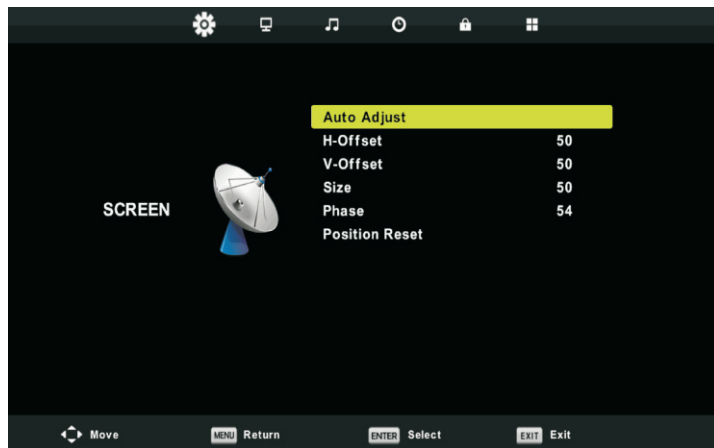 Auto Adjust
H-Offset 50
V-Offset 50
Size 50
SCREEN
Phase 54
Position Reset
Move MENU Return ENTER Select EXIT Exit